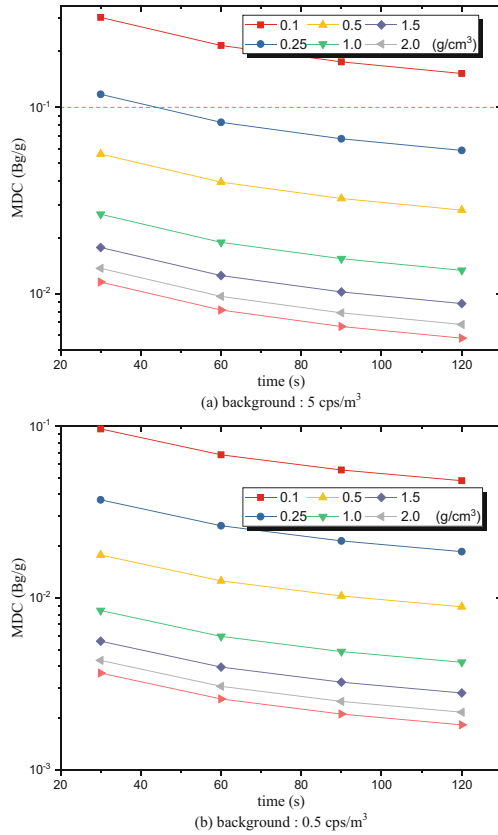 0.1 0.5 1.5
0.25 1.0 2.0 (g/cm³)
MDC (Bg/g)
10⁻¹
10⁻²
20 40 60 80 100 120
time (s)
(a) background : 5 cps/m³
10⁻¹
0.1 0.5 1.5
0.25 1.0 2.0 (g/cm³)
MDC (Bg/g)
10⁻²
10⁻³
20 40 60 80 100 120
time (s)
(b) background : 0.5 cps/m³